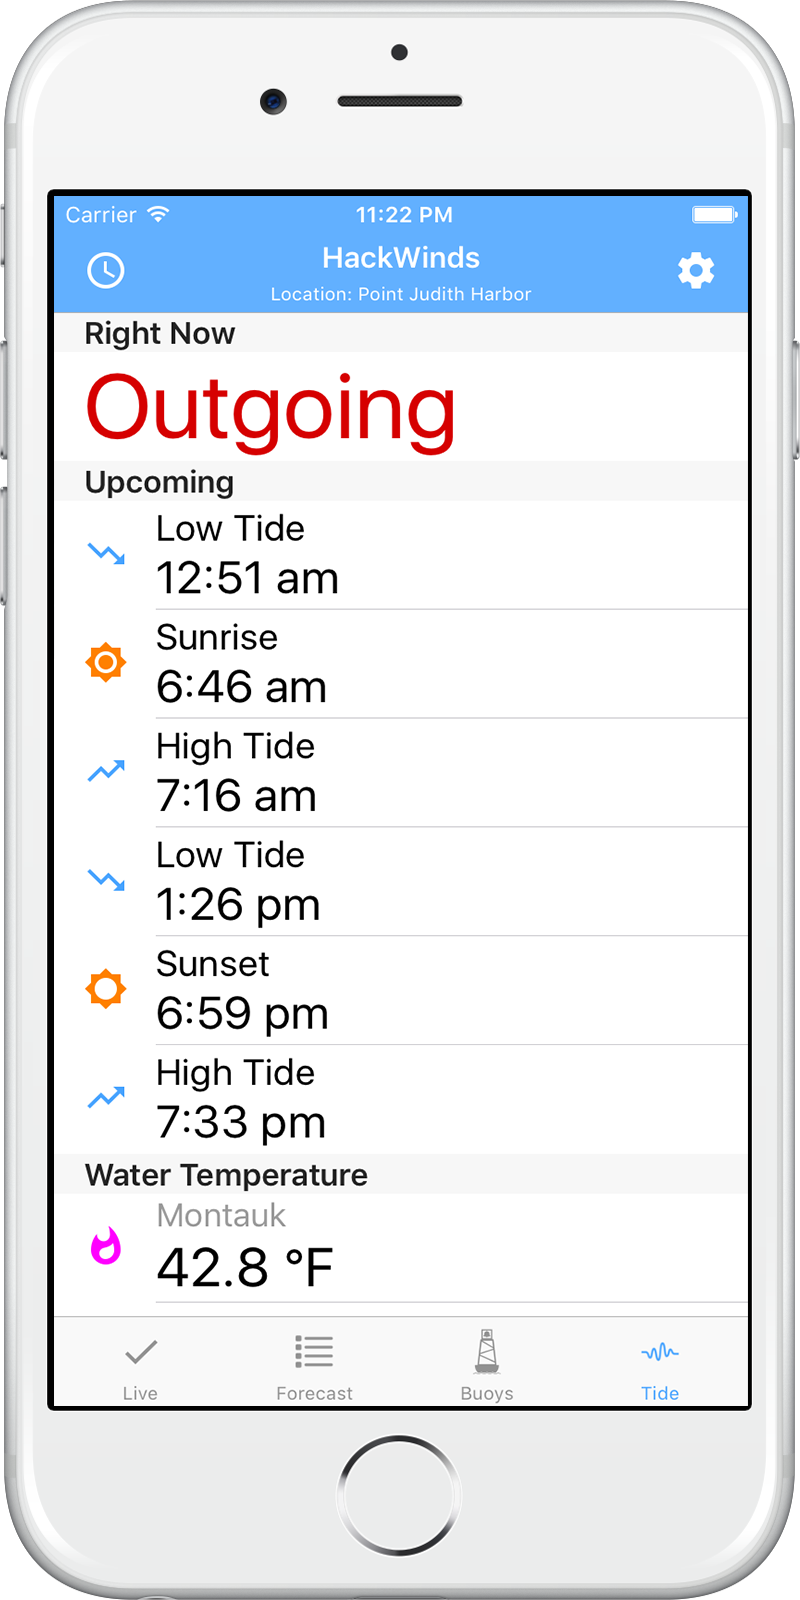 Carrier
11:22 PM
HackWinds
Location: Point Judith Harbor
Right Now
Outgoing
Upcoming
Low Tide
12:51 am
Sunrise
6:46 am
High Tide
7:16 am
Low Tide
1:26 pm
Sunset
6:59 pm
High Tide
7:33 pm
Water Temperature
Montauk
42.8 °F
Live
Forecast
Buoys
Tide